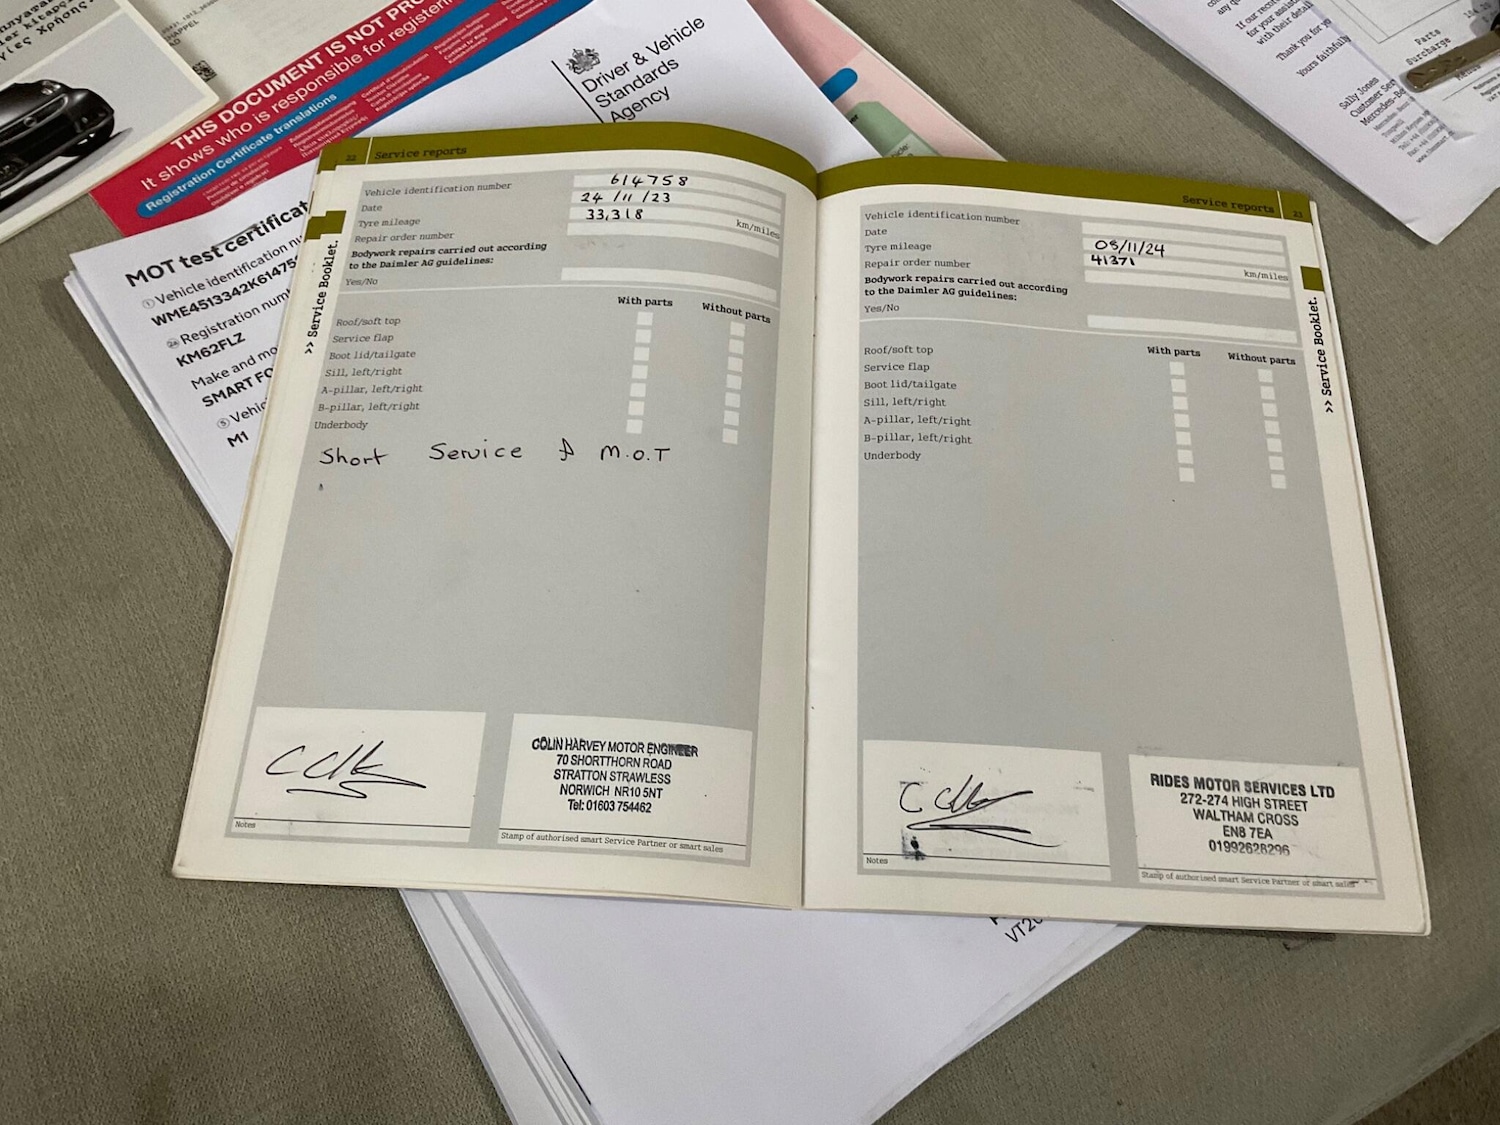 Yours faithfully
Sally Jones
THIS DOCUMENT IS NOT PRO
It shows who is responsible for registerin
Registration Certificate translations
Driver & Vehicle
Standards
Agency
MOT test certificat
Vehicle identification nu
WME4513342K61475
Registration numb
KM62FLZ
Make and mo
SMART FO
Vehic
M1
22 Service reports
Vehicle identification number 614758
Date 24/11/23
Tyre mileage 33,318 km/miles
Repair order number
Bodywork repairs carried out according
to the Daimler AG guidelines:
Yes/No
With parts Without parts
Roof/soft top
Service flap
Boot lid/tailgate
Sill, left/right
A-pillar, left/right
B-pillar, left/right
Underbody
Short Service & M.O.T
>> Service Booklet.
COLIN HARVEY MOTOR ENGINEER
70 SHORTTHORN ROAD
STRATTON STRAWLESS
NORWICH NR10 5NT
Tel: 01603 754462
Notes
Stamp of authorised smart Service Partner or smart sales
Service reports 23
Vehicle identification number
Date 05/11/24
Tyre mileage 41371 km/miles
Repair order number
Bodywork repairs carried out according
to the Daimler AG guidelines:
Yes/No
With parts Without parts
Roof/soft top
Service flap
Boot lid/tailgate
Sill, left/right
A-pillar, left/right
B-pillar, left/right
Underbody
>> Service Booklet.
RIDES MOTOR SERVICES LTD
272-274 HIGH STREET
WALTHAM CROSS
EN8 7EA
01992628296
Notes
Stamp of authorised smart Service Partner or smart sales